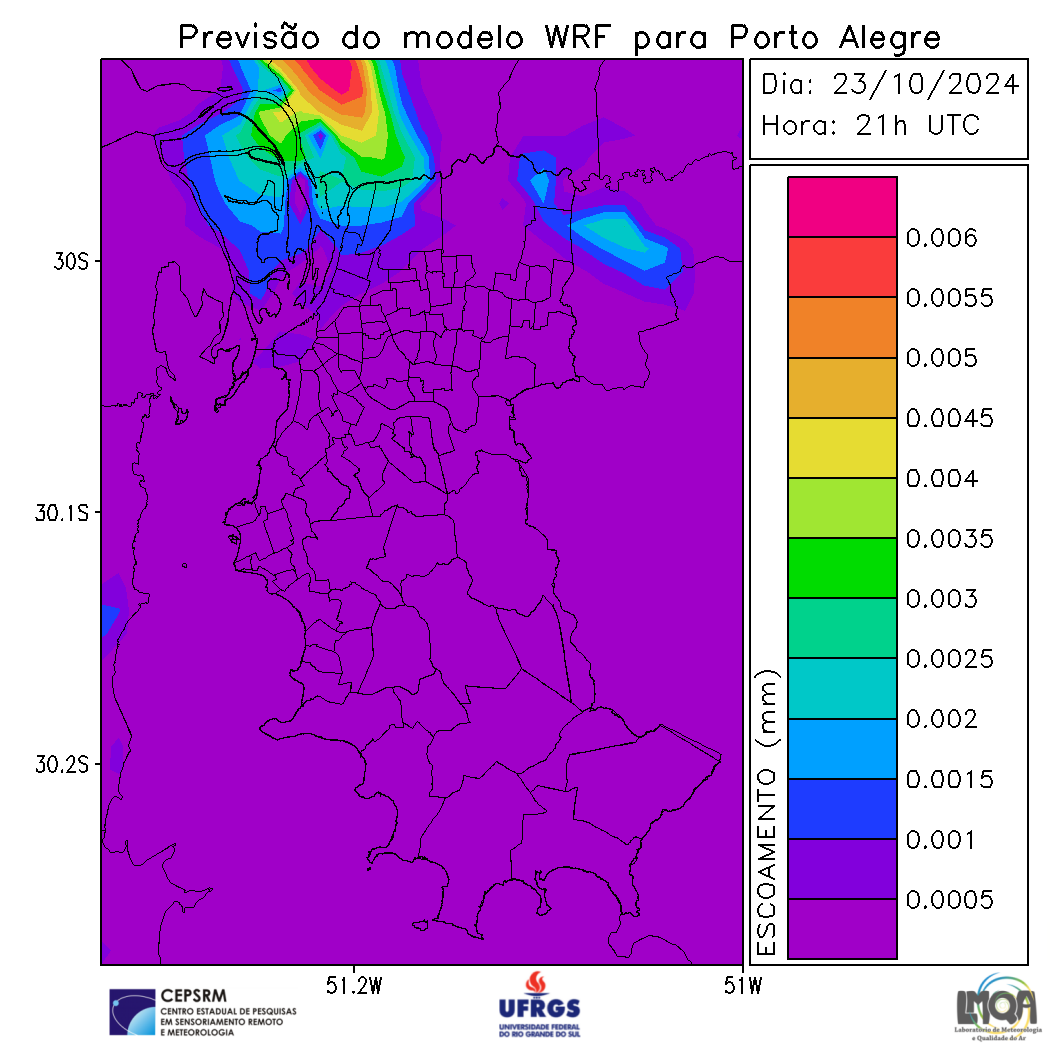 Previsão do modelo WRF para Porto Alegre
Dia: 23/10/2024
Hora: 21h UTC
30S
30.1S
30.2S
51.2W
51W
ESCOAMENTO (mm)
0.006
0.0055
0.005
0.0045
0.004
0.0035
0.003
0.0025
0.002
0.0015
0.001
0.0005
CEPSRM
CENTRO ESTADUAL DE PESQUISAS
EM SENSORIAMENTO REMOTO
E METEOROLOGIA
UFRGS
UNIVERSIDADE FEDERAL
DO RIO GRANDE DO SUL
LMQA
Laboratório de Meteorologia
e Qualidade do Ar